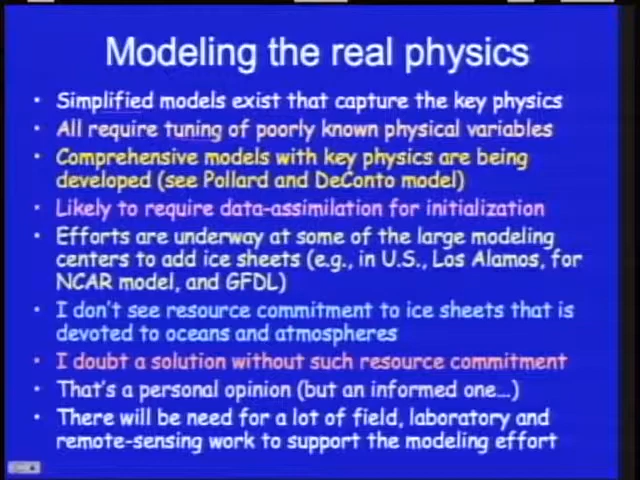 Modeling the real physics
• Simplified models exist that capture the key physics
• All require tuning of poorly known physical variables
• Comprehensive models with key physics are being
developed (see Pollard and DeConto model)
• Likely to require data-assimilation for initialization
• Efforts are underway at some of the large modeling
centers to add ice sheets (e.g., in U.S., Los Alamos, for
NCAR model, and GFDL)
• I don't see resource commitment to ice sheets that is
devoted to oceans and atmospheres
• I doubt a solution without such resource commitment
• That's a personal opinion (but an informed one…)
• There will be need for a lot of field, laboratory and
remote-sensing work to support the modeling effort